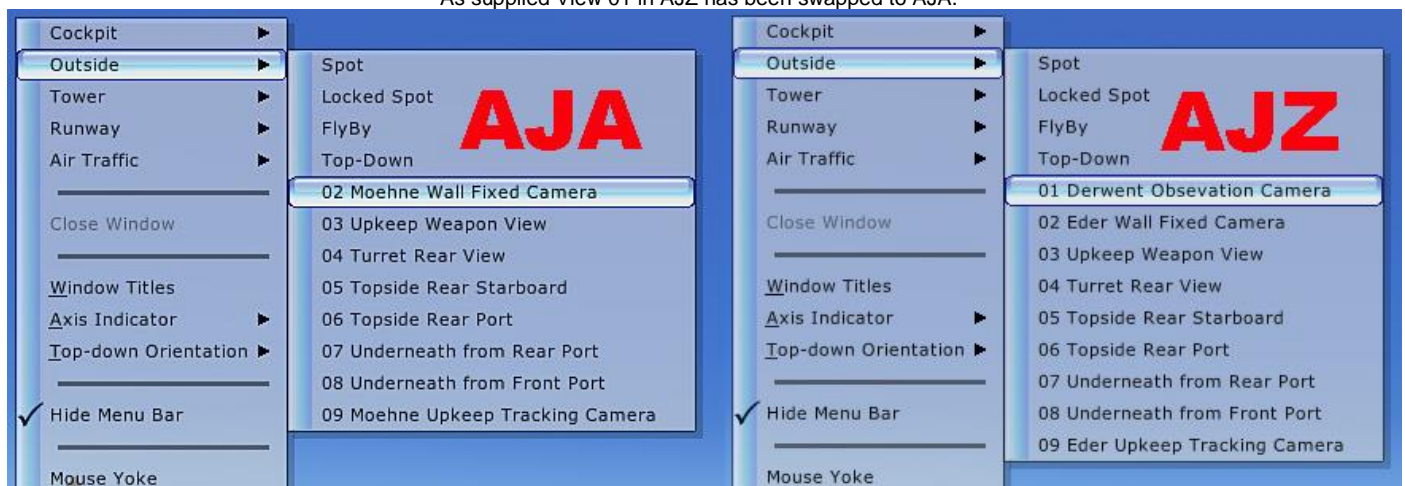 As supplied View 01 in AJZ has been swapped to AJA.
Cockpit
Outside
Tower
Runway
Air Traffic
Close Window
Window Titles
Axis Indicator
Top-down Orientation
Hide Menu Bar
Mouse Yoke
Spot
Locked Spot
FlyBy
Top-Down
02 Moehne Wall Fixed Camera
03 Upkeep Weapon View
04 Turret Rear View
05 Topside Rear Starboard
06 Topside Rear Port
07 Underneath from Rear Port
08 Underneath from Front Port
09 Moehne Upkeep Tracking Camera
AJA
Cockpit
Outside
Tower
Runway
Air Traffic
Close Window
Window Titles
Axis Indicator
Top-down Orientation
Hide Menu Bar
Mouse Yoke
Spot
Locked Spot
FlyBy
Top-Down
01 Derwent Obsevation Camera
02 Eder Wall Fixed Camera
03 Upkeep Weapon View
04 Turret Rear View
05 Topside Rear Starboard
06 Topside Rear Port
07 Underneath from Rear Port
08 Underneath from Front Port
09 Eder Upkeep Tracking Camera
AJZ